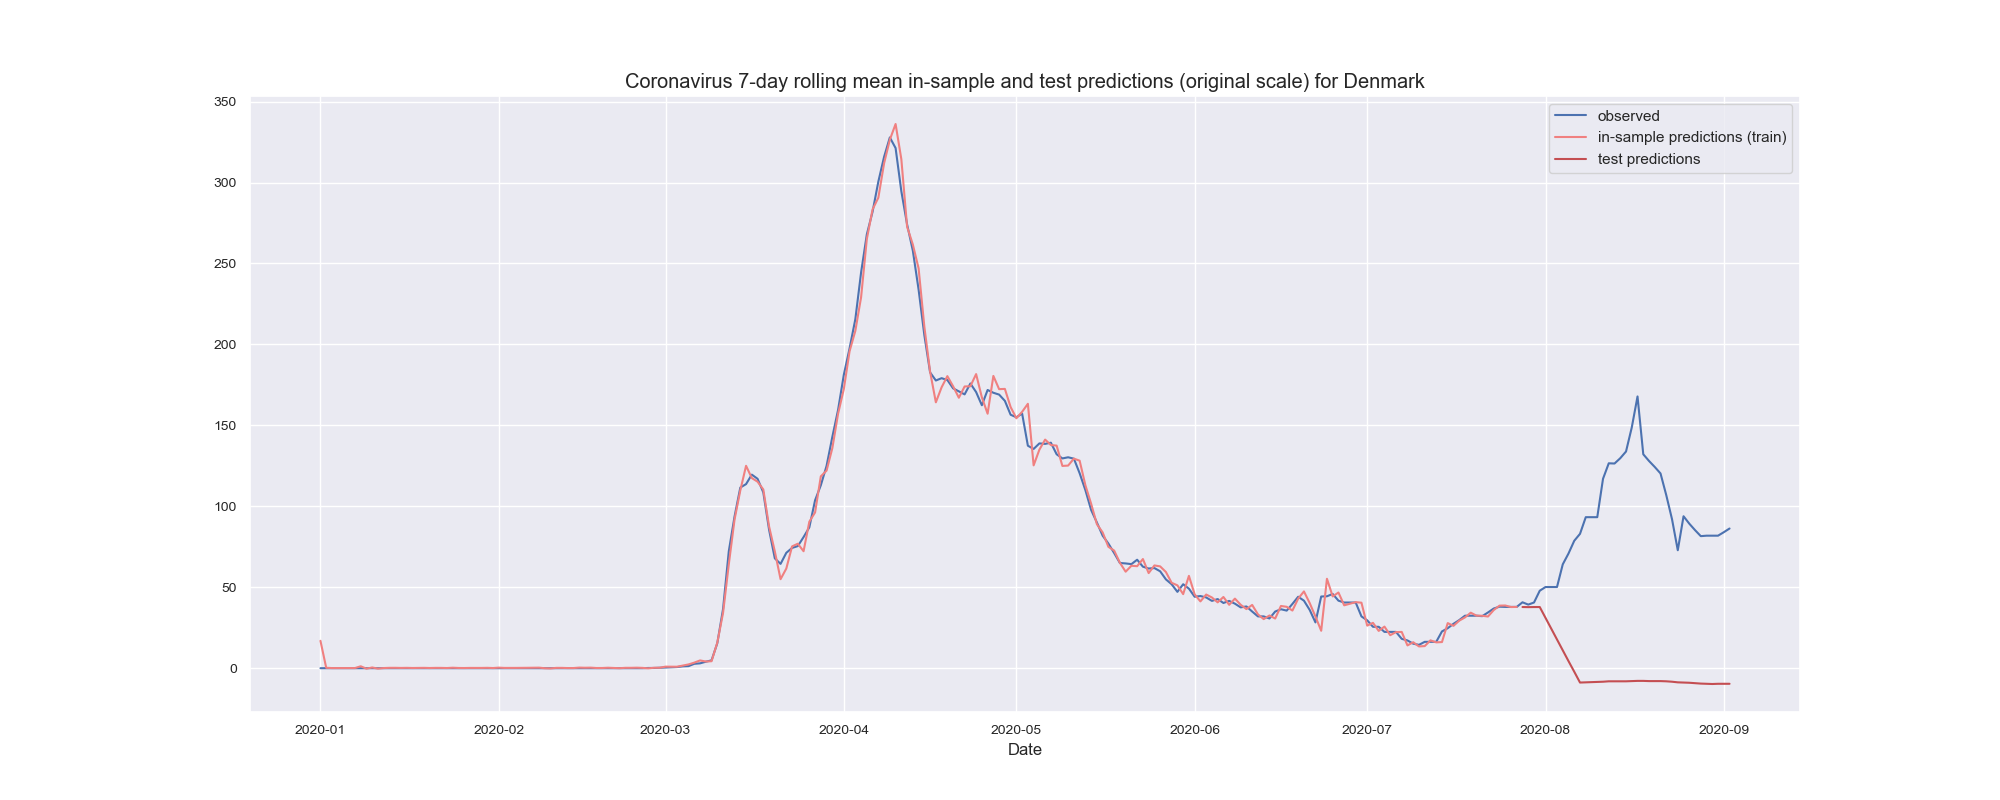 Coronavirus 7-day rolling mean in-sample and test predictions (original scale) for Denmark
350
300
250
200
150
100
50
0
observed
in-sample predictions (train)
test predictions
2020-01 2020-02 2020-03 2020-04 2020-05 2020-06 2020-07 2020-08 2020-09
Date